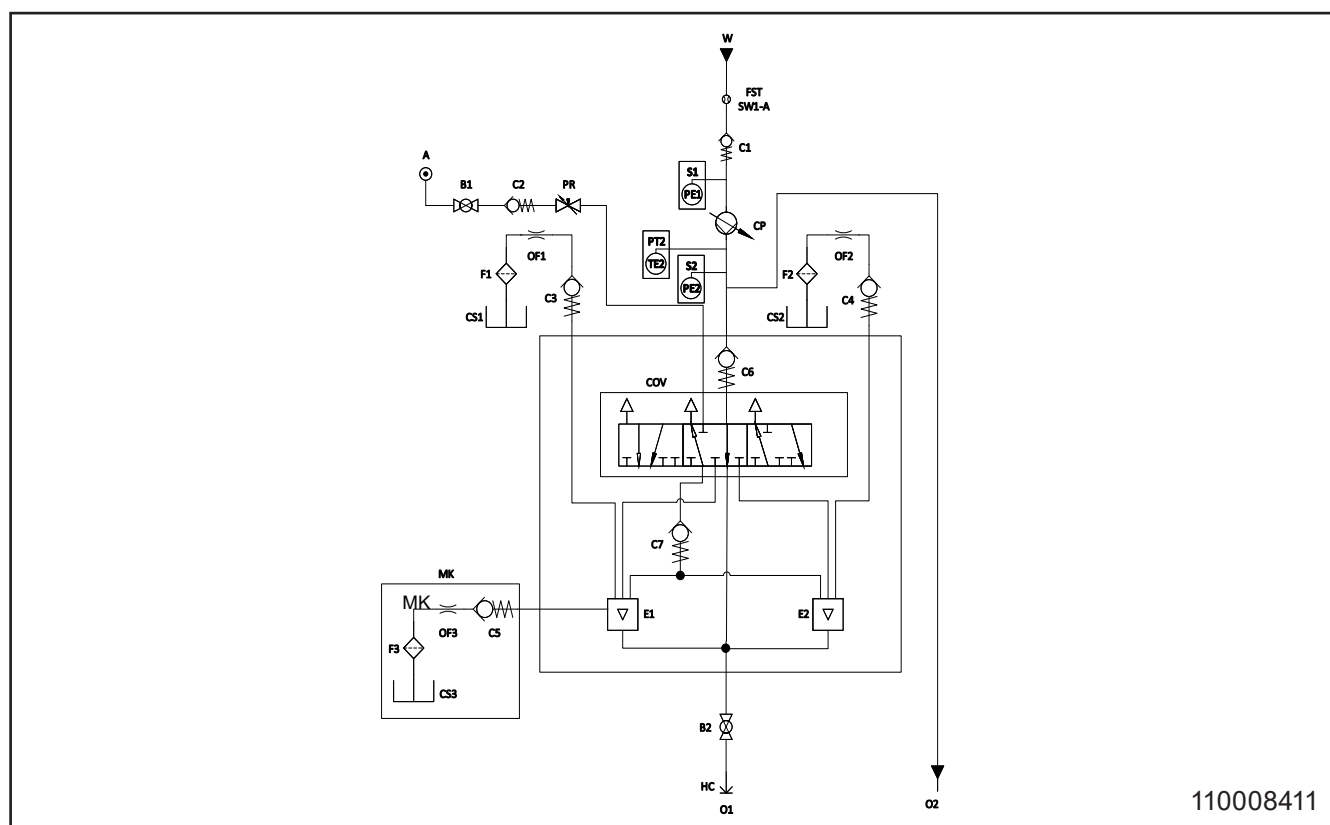 W
FST
SW1-A
C1
A
B1
C2
PR
S1
PE1
CP
OF1
PT2
TE2
OF2
F1
S2
PE2
F2
C3
C4
CS1
CS2
C6
COV
C7
MK
MK
E1
E2
OF3
C5
F3
CS3
B2
HC
O1
O2
110008411